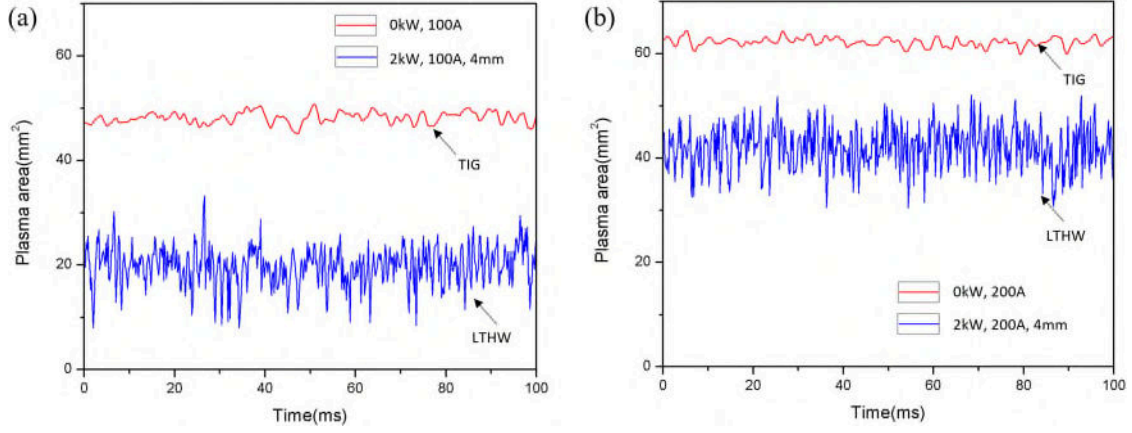 (a)
60
40
20
0
0
20
40
60
80
100
Plasma area(mm²)
Time(ms)
0kW, 100A
2kW, 100A, 4mm
TIG
LTHW
(b)
60
40
20
0
0
20
40
60
80
100
Plasma area(mm²)
Time(ms)
TIG
LTHW
0kW, 200A
2kW, 200A, 4mm